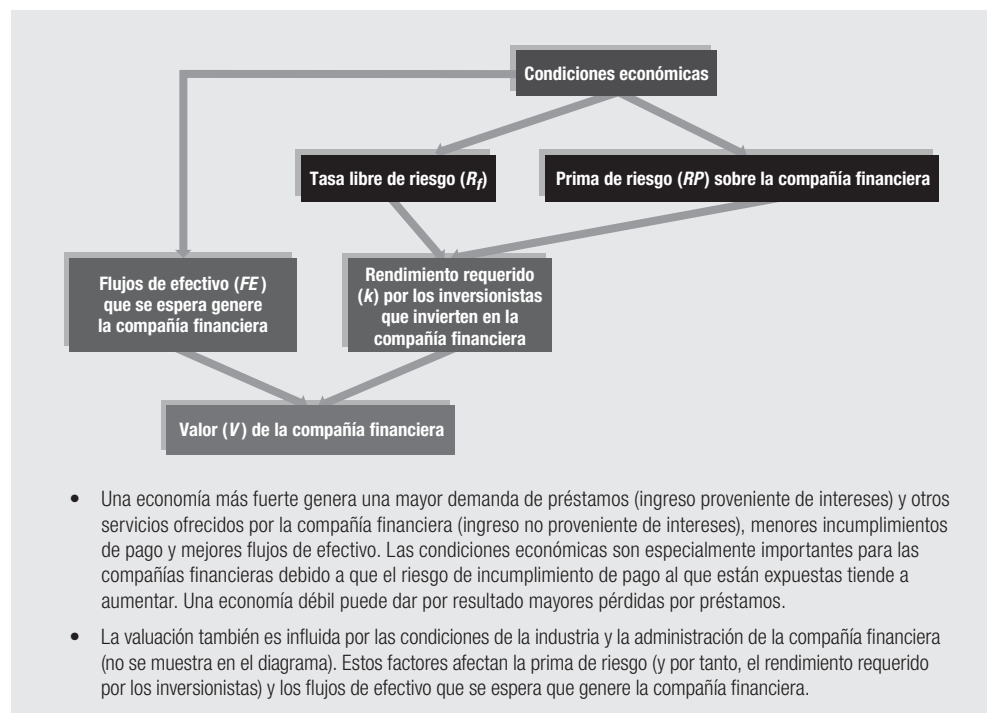 Condiciones económicas
Tasa libre de riesgo (Rf)
Prima de riesgo (RP) sobre la compañía financiera
Flujos de efectivo (FE)
que se espera genere
la compañía financiera
Rendimiento requerido
(k) por los inversionistas
que invierten en la
compañía financiera
Valor (V) de la compañía financiera
• Una economía más fuerte genera una mayor demanda de préstamos (ingreso proveniente de intereses) y otros
servicios ofrecidos por la compañía financiera (ingreso no proveniente de intereses), menores incumplimientos
de pago y mejores flujos de efectivo. Las condiciones económicas son especialmente importantes para las
compañías financieras debido a que el riesgo de incumplimiento de pago al que están expuestas tiende a
aumentar. Una economía débil puede dar por resultado mayores pérdidas por préstamos.
• La valuación también es influida por las condiciones de la industria y la administración de la compañía financiera
(no se muestra en el diagrama). Estos factores afectan la prima de riesgo (y por tanto, el rendimiento requerido
por los inversionistas) y los flujos de efectivo que se espera que genere la compañía financiera.